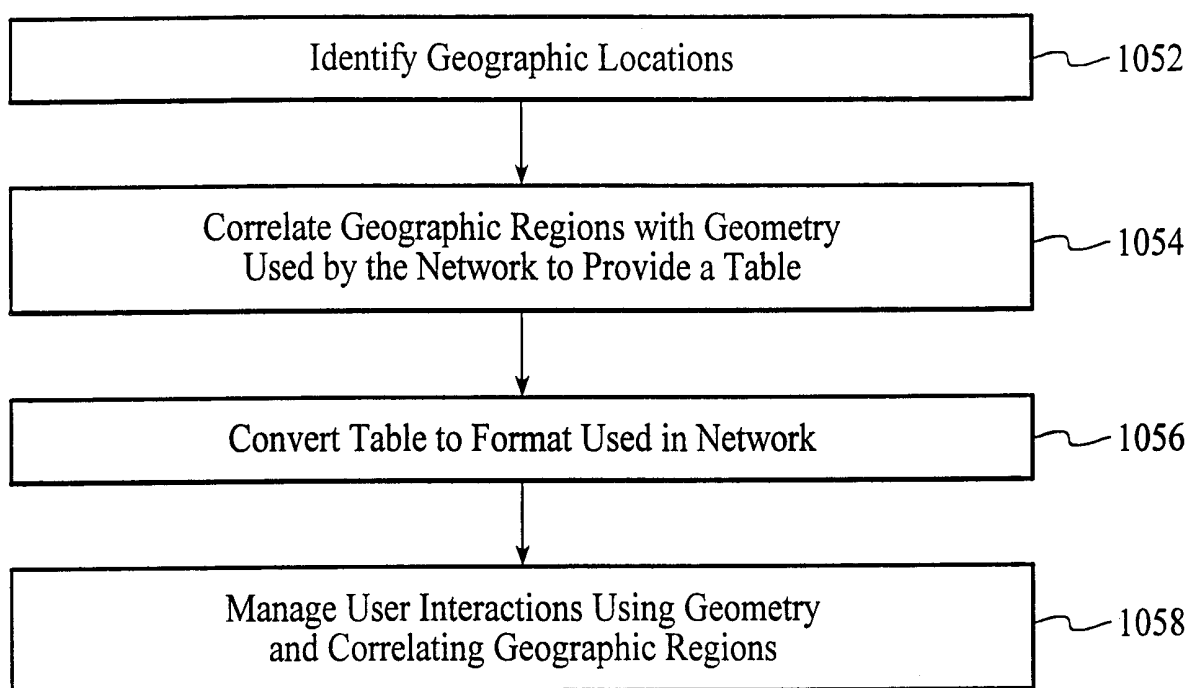 Identify Geographic Locations
1052
Correlate Geographic Regions with Geometry
Used by the Network to Provide a Table
1054
Convert Table to Format Used in Network
1056
Manage User Interactions Using Geometry
and Correlating Geographic Regions
1058